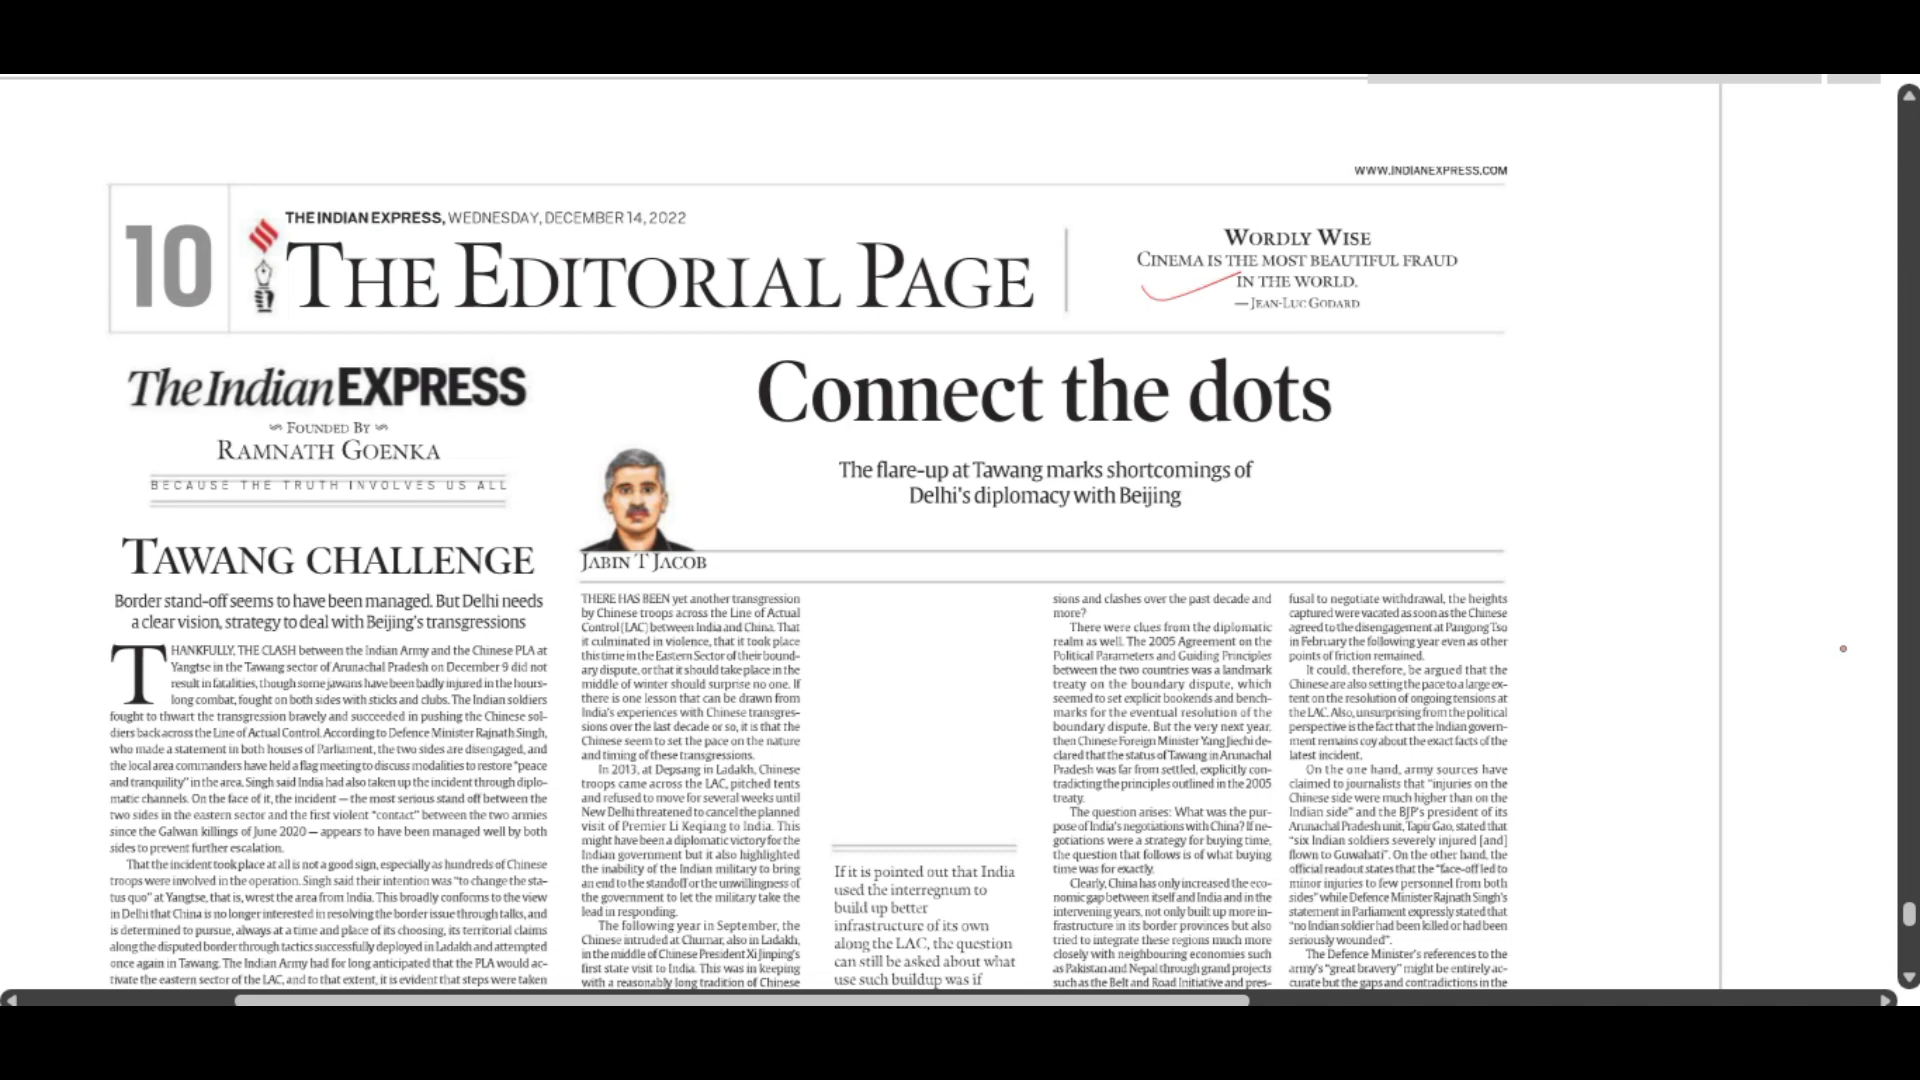 WWW.INDIANEXPRESS.COM
10
THE INDIAN EXPRESS, WEDNESDAY, DECEMBER 14, 2022
THE EDITORIAL PAGE
WORDLY WISE
CINEMA IS THE MOST BEAUTIFUL FRAUD
IN THE WORLD.
— JEAN-LUC GODARD
The Indian EXPRESS
FOUNDED BY
RAMNATH GOENKA
BECAUSE THE TRUTH INVOLVES US ALL
TAWANG CHALLENGE
Border stand-off seems to have been managed. But Delhi needs
a clear vision, strategy to deal with Beijing's transgressions
THANKFULLY, THE CLASH between the Indian Army and the Chinese PLA at
Yangtse in the Tawang sector of Arunachal Pradesh on December 9 did not
result in fatalities, though some jawans have been badly injured in the hours-
long combat, fought on both sides with sticks and clubs. The Indian soldiers
fought to thwart the transgression bravely and succeeded in pushing the Chinese sol-
diers back across the Line of Actual Control. According to Defence Minister Rajnath Singh,
who made a statement in both houses of Parliament, the two sides are disengaged, and
the local area commanders have held a flag meeting to discuss modalities to restore "peace
and tranquility" in the area. Singh said India had also taken up the incident through diplo-
matic channels. On the face of it, the incident — the most serious stand off between the
two sides in the eastern sector and the first violent "contact" between the two armies
since the Galwan killings of June 2020 — appears to have been managed well by both
sides to prevent further escalation.
That the incident took place at all is not a good sign, especially as hundreds of Chinese
troops were involved in the operation. Singh said their intention was "to change the sta-
tus quo" at Yangtse, that is, wrest the area from India. This broadly conforms to the view
in Delhi that China is no longer interested in resolving the border issue through talks, and
is determined to pursue, always at a time and place of its choosing, its territorial claims
along the disputed border through tactics successfully deployed in Ladakh and attempted
once again in Tawang. The Indian Army had for long anticipated that the PLA would ac-
tivate the eastern sector of the LAC, and to that extent, it is evident that steps were taken
Connect the dots
The flare-up at Tawang marks shortcomings of
Delhi's diplomacy with Beijing
JABIN T JACOB
THERE HAS BEEN yet another transgression
by Chinese troops across the Line of Actual
Control (LAC) between India and China. That
it culminated in violence, that it took place
this time in the Eastern Sector of their bound-
ary dispute, or that it should take place in the
middle of winter should surprise no one. If
there is one lesson that can be drawn from
India's experiences with Chinese transgres-
sions over the last decade or so, it is that the
Chinese seem to set the pace on the nature
and timing of these transgressions.
In 2013, at Depsang in Ladakh, Chinese
troops came across the LAC, pitched tents
and refused to move for several weeks until
New Delhi threatened to cancel the planned
visit of Premier Li Keqiang to India. This
might have been a diplomatic victory for the
Indian government but it also highlighted
the inability of the Indian military to bring
an end to the standoff or the unwillingness of
the government to let the military take the
lead in responding.
The following year in September, the
Chinese intruded at Chumar, also in Ladakh,
in the middle of Chinese President Xi Jinping's
first state visit to India. This was in keeping
with a reasonably long tradition of Chinese
If it is pointed out that India
used the interregnum to
build up better
infrastructure of its own
along the LAC, the question
can still be asked about what
use such buildup was if
sions and clashes over the past decade and
more?
There were clues from the diplomatic
realm as well. The 2005 Agreement on the
Political Parameters and Guiding Principles
between the two countries was a landmark
treaty on the boundary dispute, which
seemed to set explicit bookends and bench-
marks for the eventual resolution of the
boundary dispute. But the very next year,
then Chinese Foreign Minister Yang Jiechi de-
clared that the status of Tawang in Arunachal
Pradesh was far from settled, explicitly con-
tradicting the principles outlined in the 2005
treaty.
The question arises: What was the pur-
pose of India's negotiations with China? If ne-
gotiations were a strategy for buying time,
the question that follows is of what buying
time was for exactly.
Clearly, China has only increased the eco-
nomic gap between itself and India and in the
intervening years, not only built up more in-
frastructure in its border provinces but also
tried to integrate these regions much more
closely with neighbouring economies such
as Pakistan and Nepal through grand projects
such as the Belt and Road Initiative and pres-
fusal to negotiate withdrawal, the heights
captured were vacated as soon as the Chinese
agreed to the disengagement at Pangong Tso
in February the following year even as other
points of friction remained.
It could, therefore, be argued that the
Chinese are also setting the pace to a large ex-
tent on the resolution of ongoing tensions at
the LAC. Also, unsurprising from the political
perspective is the fact that the Indian govern-
ment remains coy about the exact facts of the
latest incident.
On the one hand, army sources have
claimed to journalists that "injuries on the
Chinese side were much higher than on the
Indian side" and the BJP's president of its
Arunachal Pradesh unit, Tapir Gao, stated that
"six Indian soldiers severely injured [and]
flown to Guwahati". On the other hand, the
official readout states that the "face-off led to
minor injuries to few personnel from both
sides" while Defence Minister Rajnath Singh's
statement in Parliament expressly stated that
"no Indian soldier had been killed or had been
seriously wounded".
The Defence Minister's references to the
army's "great bravery" might be entirely ac-
curate but the gaps and contradictions in the